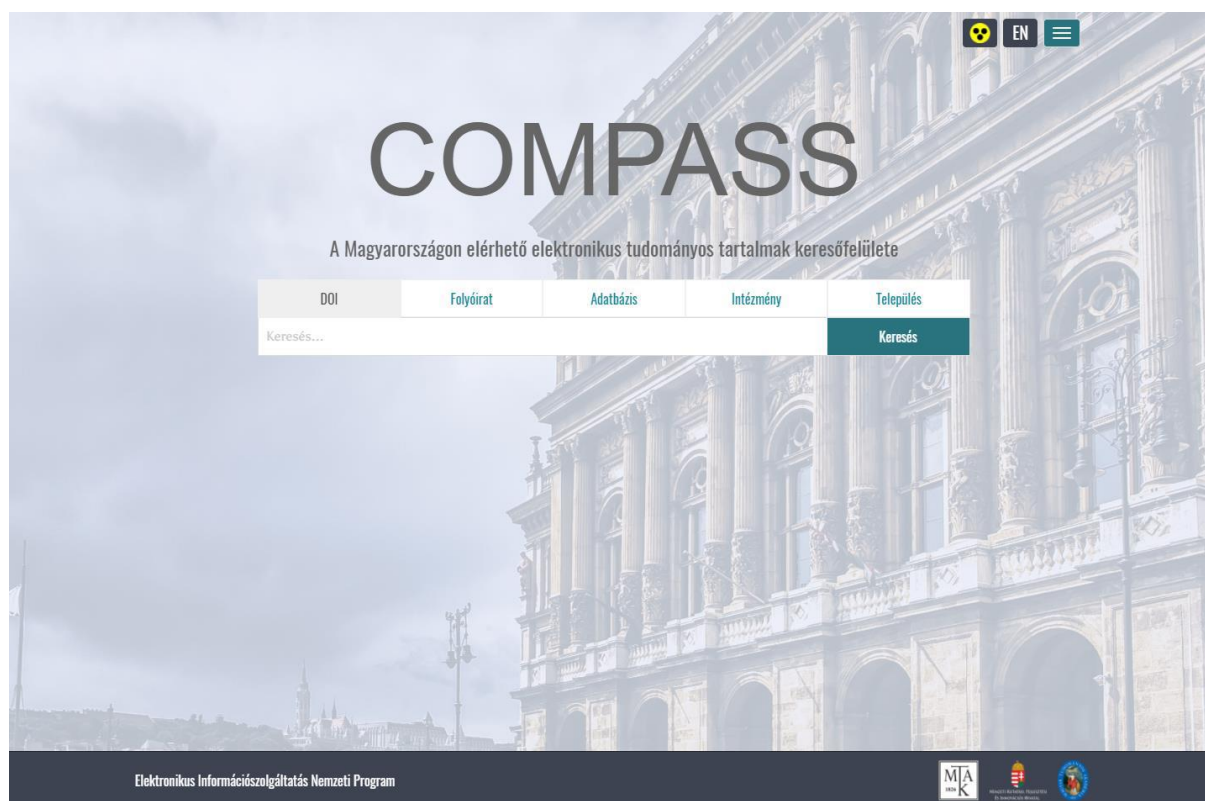 EN
COMPASS
A Magyarországon elérhető elektronikus tudományos tartalmak keresőfelülete
DOI
Folyóirat
Adatbázis
Intézmény
Település
Keresés...
Keresés
Elektronikus Információszolgáltatás Nemzeti Program
MTA
1826 K